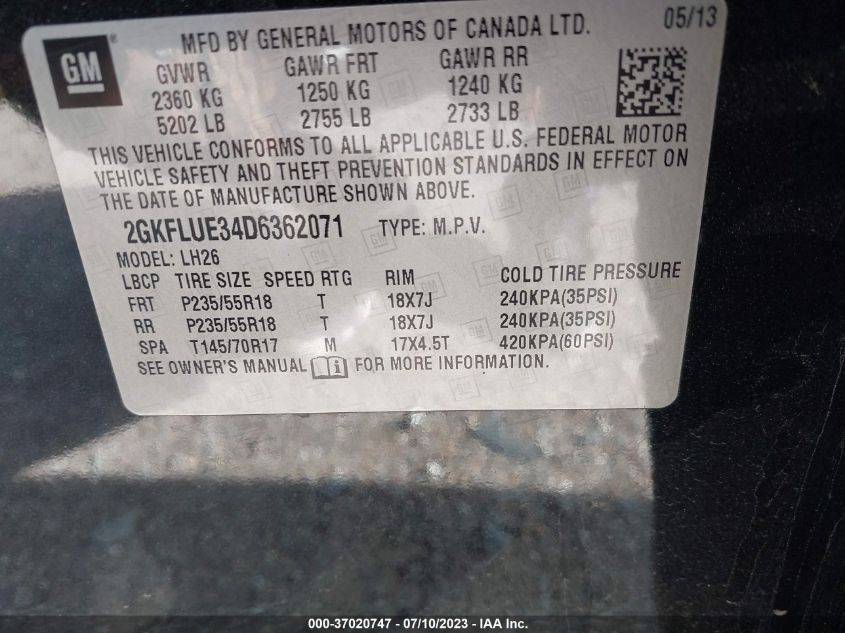 GM®
MFD BY GENERAL MOTORS OF CANADA LTD. 05/13
GVWR GAWR FRT GAWR RR
2360 KG 1250 KG 1240 KG
5202 LB 2755 LB 2733 LB
THIS VEHICLE CONFORMS TO ALL APPLICABLE U.S. FEDERAL MOTOR
VEHICLE SAFETY AND THEFT PREVENTION STANDARDS IN EFFECT ON
THE DATE OF MANUFACTURE SHOWN ABOVE.
2GKFLUE34D6362071 TYPE: M.P.V.
MODEL: LH26
LBCP TIRE SIZE SPEED RTG RIM COLD TIRE PRESSURE
FRT P235/55R18 T 18X7J 240KPA(35PSI)
RR P235/55R18 T 18X7J 240KPA(35PSI)
SPA T145/70R17 M 17X4.5T 420KPA(60PSI)
SEE OWNER'S MANUAL FOR MORE INFORMATION.
000-37020747 - 07/10/2023 - IAA Inc.